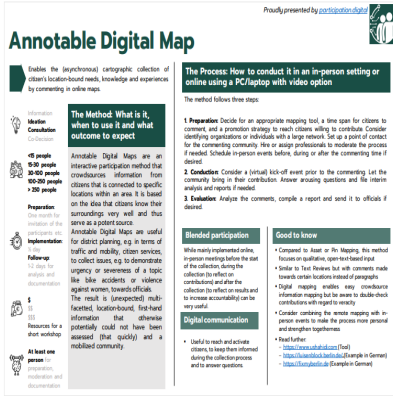 Proudly presented by participation.digital
Annotable Digital Map
Enables the (asynchronous) cartographic collection of
citizen's location-bound needs, knowledge and experiences
by commenting in online maps.
Information
Ideation
Consultation
Co-Decision
<15 people
15-30 people
30-100 people
100-250 people
> 250 people
Preparation:
One month for
invitation of the
participants etc.
Implementation:
½ day
Follow-up:
1-2 days for
analysis and
documentation
$
$$
$$$
Resources for a
short workshop
At least one
person for
preparation,
moderation and
documentation
The Method: What is it,
when to use it and what
outcome to expect
Annotable Digital Maps are an
interactive participation method that
crowdsources information from
citizens that is connected to specific
locations within an area It is based
on the idea that citizens know their
surroundings very well and thus
serve as a potent source.
Annotable Digital Maps are useful
for district planning, e.g. in terms of
traffic and mobility, citizen services,
to collect issues, e.g. to demonstrate
urgency or severeness of a topic
like bike accidents or violence
against women, towards officials.
The result is (unexpected) multi-
facetted, location-bound, first-hand
information that otherwise
potentially could not have been
assessed (that quickly) and a
mobilized community.
The Process: How to conduct it in an in-person setting or
online using a PC/laptop with video option
The method follows three steps:
1. Preparation: Decide for an appropriate mapping tool, a time span for citizens to
comment, and a promotion strategy to reach citizens willing to contribute. Consider
identifying organizations or individuals with a large network. Set up a point of contact
for the commenting community. Hire or assign professionals to moderate the process
if needed. Schedule in-person events before, during or after the commenting time if
desired.
2. Conduction: Consider a (virtual) kick-off event prior to the commenting. Let the
community bring in their contribution. Answer arousing questions and file interim
analysis and reports if needed.
3. Evaluation: Analyze the comments, compile a report and send it to officials if
desired.
Blended participation
While mainly implemented online,
in-person meetings before the start
of the collection, during the
collection (to reflect on
contributions) and after the
collection (to reflect on results and
to increase accountability) can be
very useful
Digital communication
• Useful to reach and activate
citizens, to keep them informed
during the collection process
and to answer questions
Good to know
• Compared to Asset or Pin Mapping, this method
focuses on qualitative, open-text-based input
• Similar to Text Reviews but with comments made
towards certain locations instead of paragraphs
• Digital mapping enables easy crowdsource
information mapping but be aware to double-check
contributions with regard to veracity
• Consider combining the remote mapping with in-
person events to make the process more personal
and strengthen togetherness
• Read further:
- https://www.ushahidi.com (Tool)
- https://luisenblock.berlin.de/ (Example in German)
- https://fixmyberlin.de (Example in German)